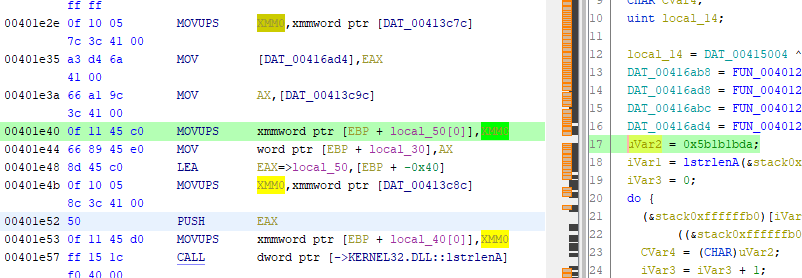 ff ff
00401e2e 0f 10 05 MOVUPS XMM0,xmmword ptr [DAT_00413c7c]
7c 3c 41 00
00401e35 a3 d4 6a MOV [DAT_00416ad4],EAX
41 00
00401e3a 66 a1 9c MOV AX,[DAT_00413c9c]
3c 41 00
00401e40 0f 11 45 c0 MOVUPS xmmword ptr [EBP + local_50[0]],XMM0
00401e44 66 89 45 e0 MOV word ptr [EBP + local_30],AX
00401e48 8d 45 c0 LEA EAX=>local_50,[EBP + -0x40]
00401e4b 0f 10 05 MOVUPS XMM0,xmmword ptr [DAT_00413c8c]
8c 3c 41 00
00401e52 50 PUSH EAX
00401e53 0f 11 45 d0 MOVUPS xmmword ptr [EBP + local_40[0]],XMM0
00401e57 ff 15 1c CALL dword ptr [->KERNEL32.DLL::lstrlenA]
f0 40 00
10 uint local_14;
11
12 local_14 = DAT_00415004 ^
13 DAT_00416ab8 = FUN_004012
14 DAT_00416ad8 = FUN_004012
15 DAT_00416abc = FUN_004012
16 DAT_00416ad4 = FUN_004012
17 iVar2 = 0x5b1b1bda;
18 iVar1 = lstrlenA(&stack0x
19 iVar3 = 0;
20 do {
21 (&stack0xffffffb0)[iVar
22 ((&stack0xffffffb0
23 CVar4 = (CHAR)uVar2;
24 iVar3 = iVar3 + 1;